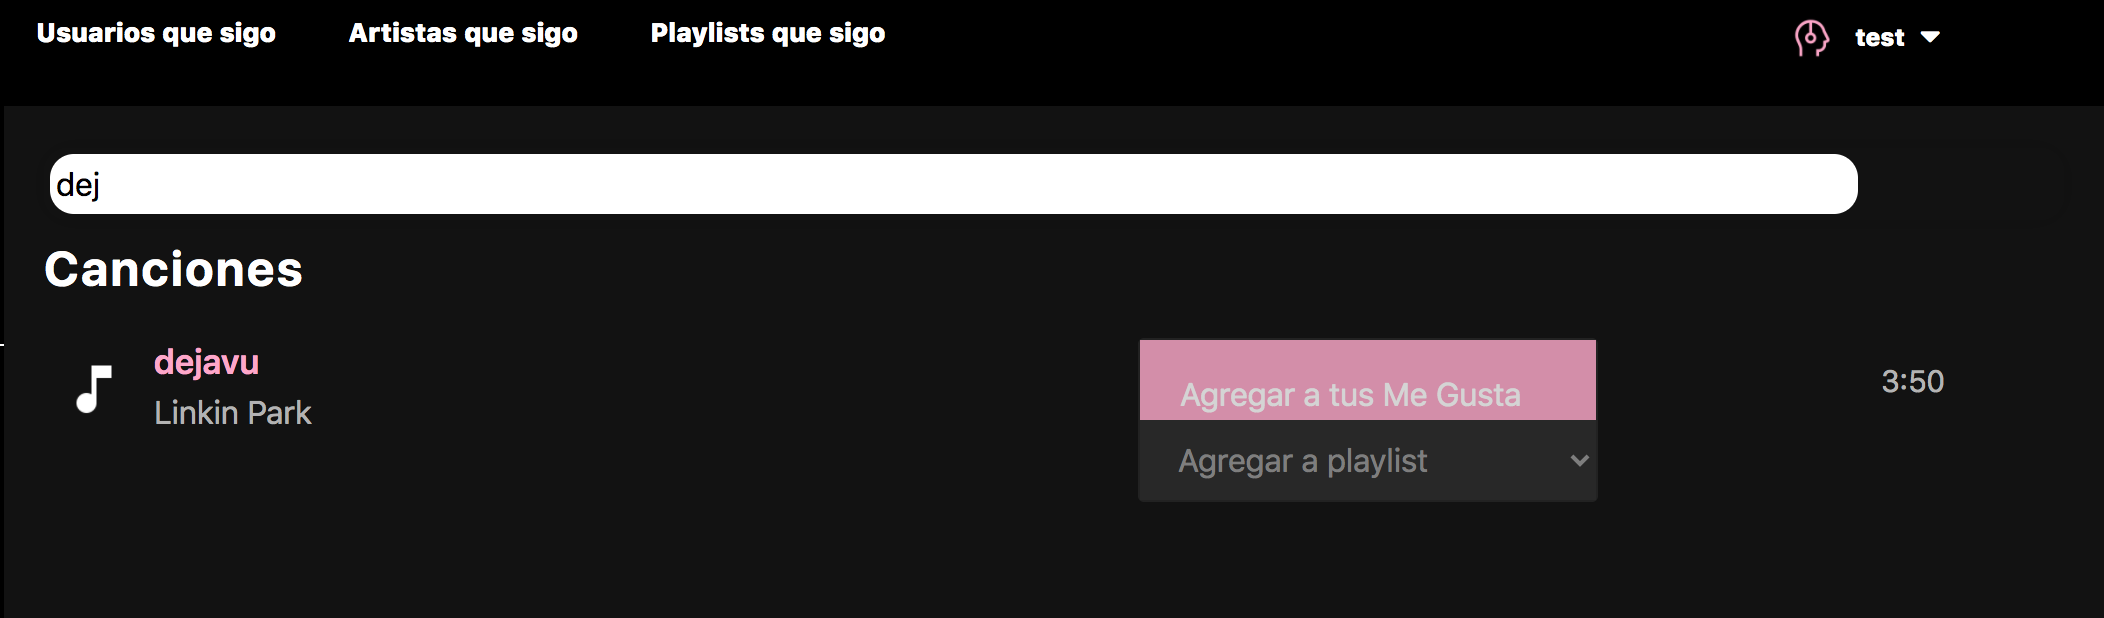 Usuarios que sigo Artistas que sigo Playlists que sigo test
dej
Canciones
dejavu
Linkin Park
Agregar a tus Me Gusta
Agregar a playlist
3:50